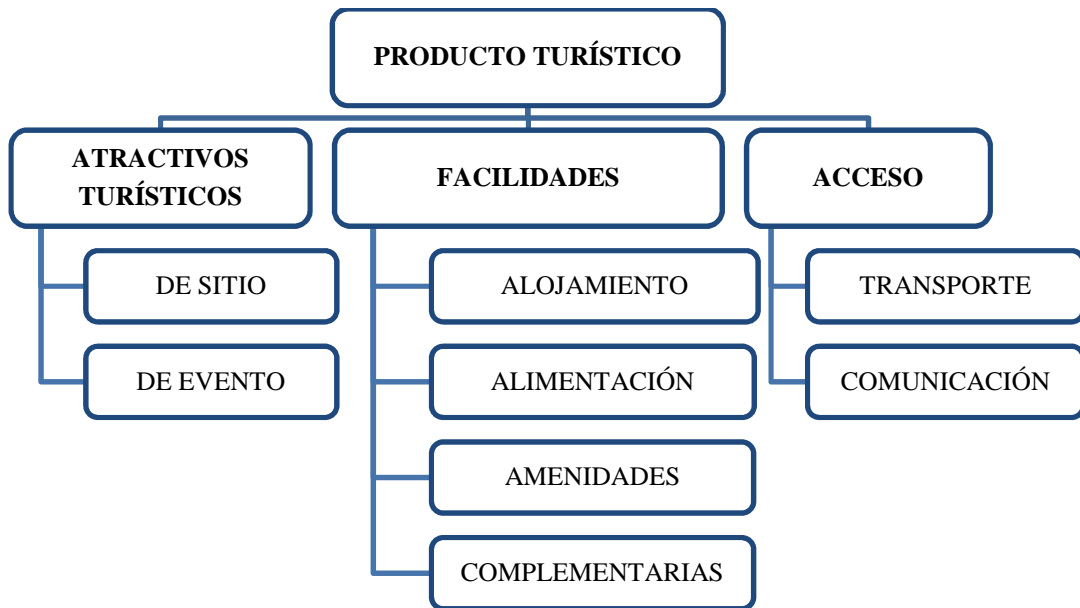 PRODUCTO TURÍSTICO
ATRACTIVOS
TURÍSTICOS
DE SITIO
DE EVENTO
FACILIDADES
ALOJAMIENTO
ALIMENTACIÓN
AMENIDADES
COMPLEMENTARIAS
ACCESO
TRANSPORTE
COMUNICACIÓN